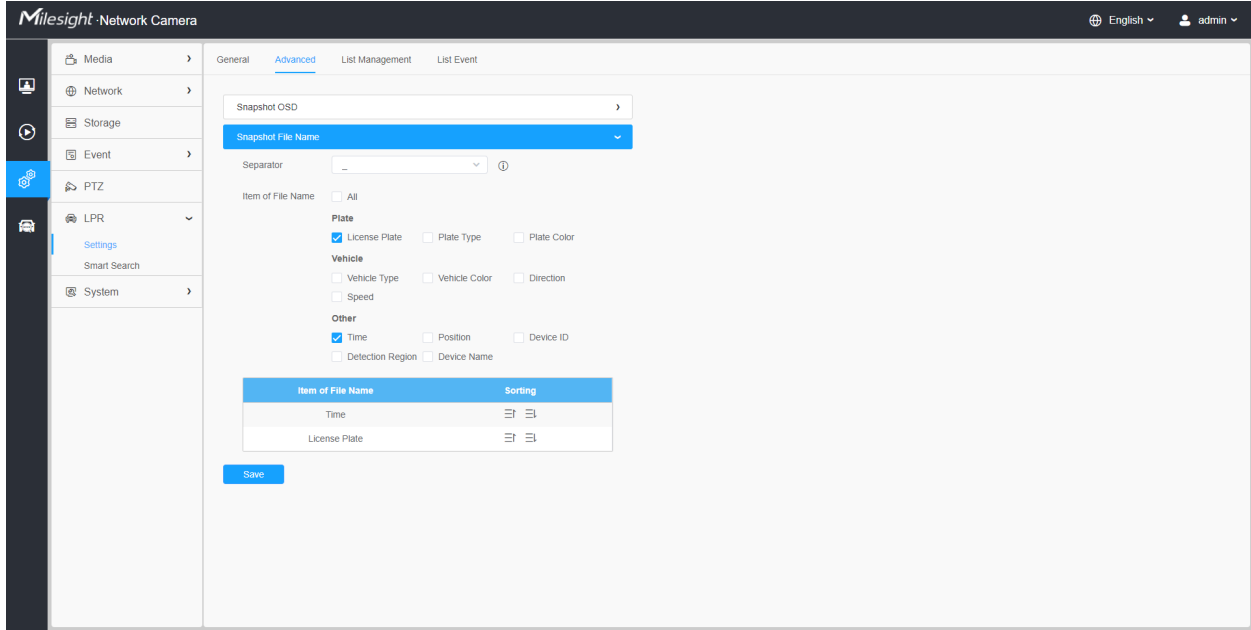 Milesight · Network Camera
English
admin
Media
Network
Storage
Event
PTZ
LPR
Settings
Smart Search
System
General Advanced List Management List Event
Snapshot OSD
Snapshot File Name
Separator _
Item of File Name All
Plate
License Plate Plate Type Plate Color
Vehicle
Vehicle Type Vehicle Color Direction
Speed
Other
Time Position Device ID
Detection Region Device Name
Item of File Name Sorting
Time
License Plate
Save